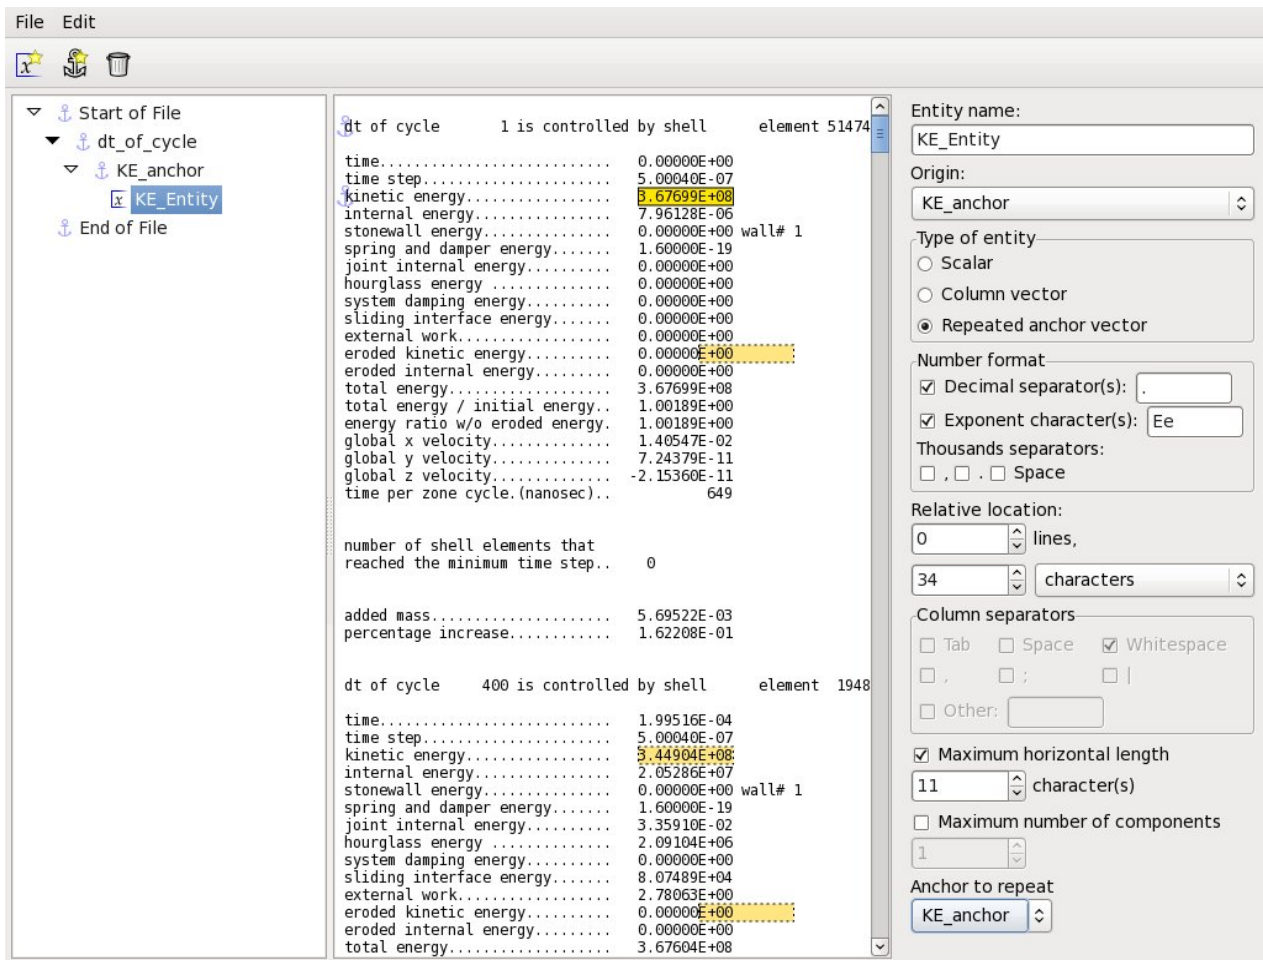 File Edit
Start of File
dt_of_cycle
KE_anchor
x KE_Entity
End of File
dt of cycle 1 is controlled by shell element 51474
time........................... 0.00000E+00
time step...................... 5.00040E-07
kinetic energy................. 3.67699E+08
internal energy................ 7.96128E-06
stonewall energy............... 0.00000E+00 wall# 1
spring and damper energy....... 1.60000E-19
joint internal energy.......... 0.00000E+00
hourglass energy .............. 0.00000E+00
system damping energy.......... 0.00000E+00
sliding interface energy....... 0.00000E+00
external work.................. 0.00000E+00
eroded kinetic energy.......... 0.00000E+00
eroded internal energy......... 0.00000E+00
total energy................... 3.67699E+08
total energy / initial energy.. 1.00189E+00
energy ratio w/o eroded energy. 1.00189E+00
global x velocity.............. 1.40547E-02
global y velocity.............. 7.24379E-11
global z velocity.............. -2.15360E-11
time per zone cycle.(nanosec).. 649
number of shell elements that
reached the minimum time step.. 0
added mass..................... 5.69522E-03
percentage increase............ 1.62208E-01
dt of cycle 400 is controlled by shell element 1948
time........................... 1.99516E-04
time step...................... 5.00040E-07
kinetic energy................. 3.44904E+08
internal energy................ 2.05286E+07
stonewall energy............... 0.00000E+00 wall# 1
spring and damper energy....... 1.60000E-19
joint internal energy.......... 3.35910E-02
hourglass energy .............. 2.09104E+06
system damping energy.......... 0.00000E+00
sliding interface energy....... 8.07489E+04
external work.................. 2.78063E+00
eroded kinetic energy.......... 0.00000E+00
eroded internal energy......... 0.00000E+00
total energy................... 3.67604E+08
Entity name:
KE_Entity
Origin:
KE_anchor
Type of entity
Scalar
Column vector
Repeated anchor vector
Number format
Decimal separator(s): .
Exponent character(s): Ee
Thousands separators:
, . Space
Relative location:
0 lines,
34 characters
Column separators
Tab Space Whitespace
, ; |
Other:
Maximum horizontal length
11 character(s)
Maximum number of components
1
Anchor to repeat
KE_anchor